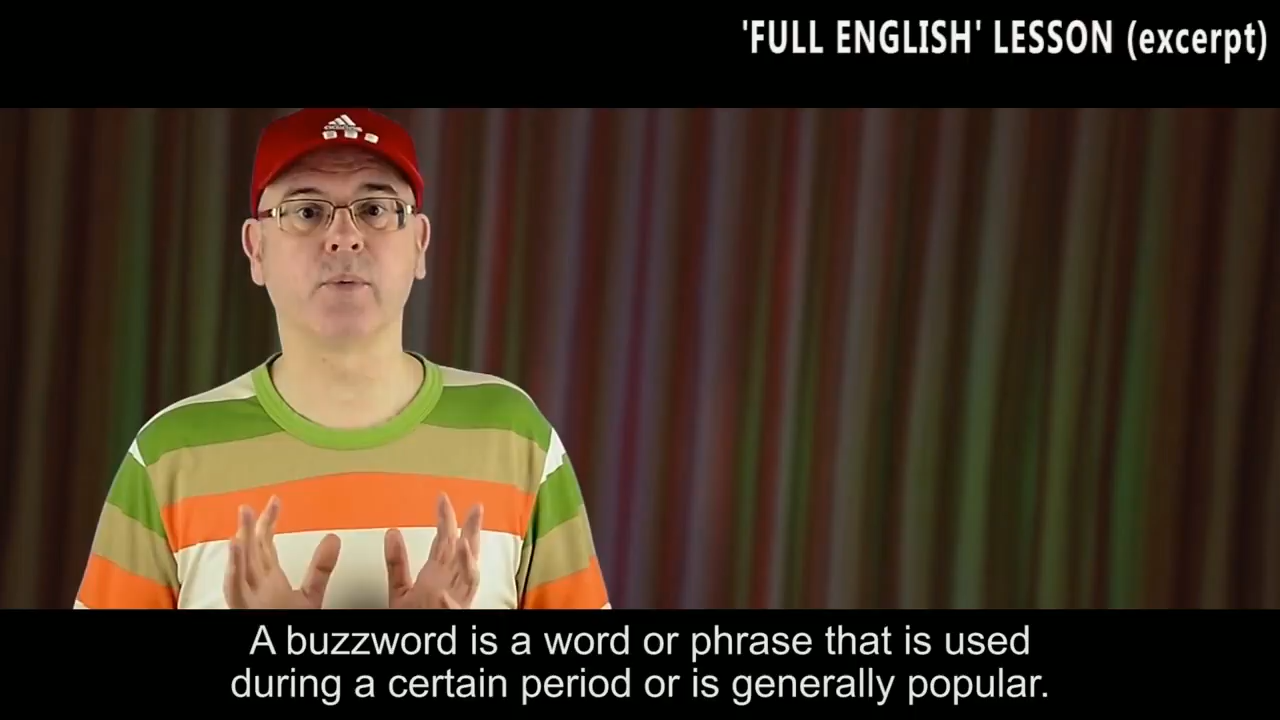 'FULL ENGLISH' LESSON (excerpt)
adidas
A buzzword is a word or phrase that is used
during a certain period or is generally popular.